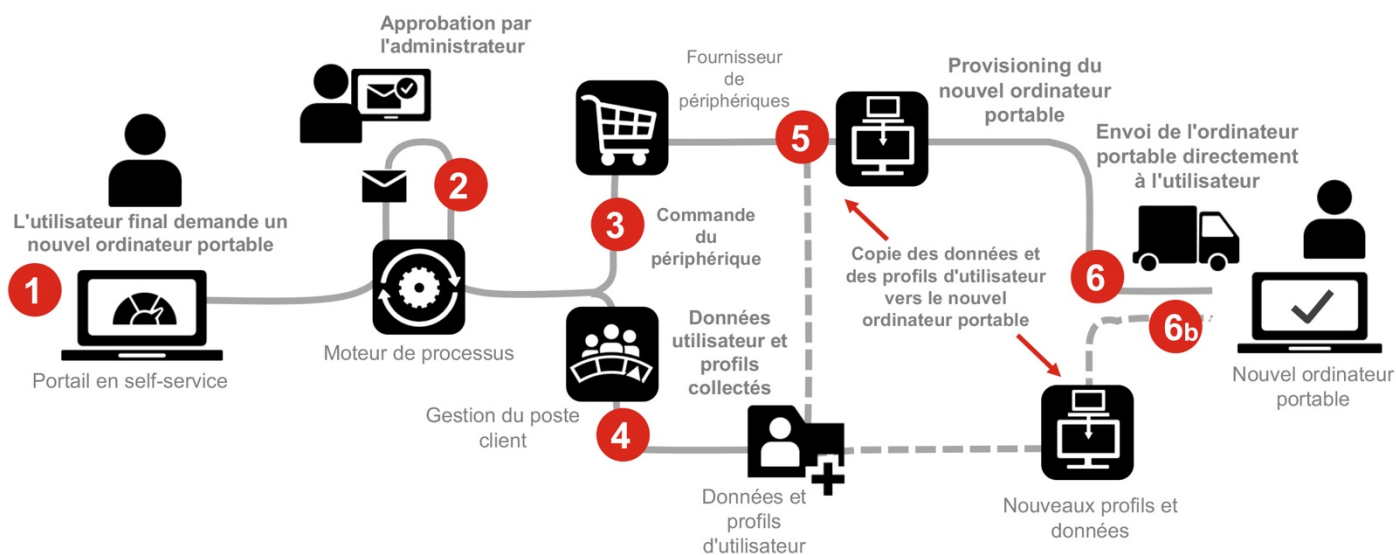 Approbation par
l'administrateur
L'utilisateur final demande un
nouvel ordinateur portable
1
Portail en self-service
2
Moteur de processus
Fournisseur
de
périphériques
3
Commande
du
périphérique
Données
utilisateur et
profils
collectés
Gestion du poste
client
4
Données et
profils
d'utilisateur
5
Provisioning du
nouvel ordinateur
portable
Copie des données et
des profils d'utilisateur
vers le nouvel
ordinateur portable
Envoi de l'ordinateur
portable directement
à l'utilisateur
6
6b
Nouveaux profils et
données
Nouvel ordinateur
portable